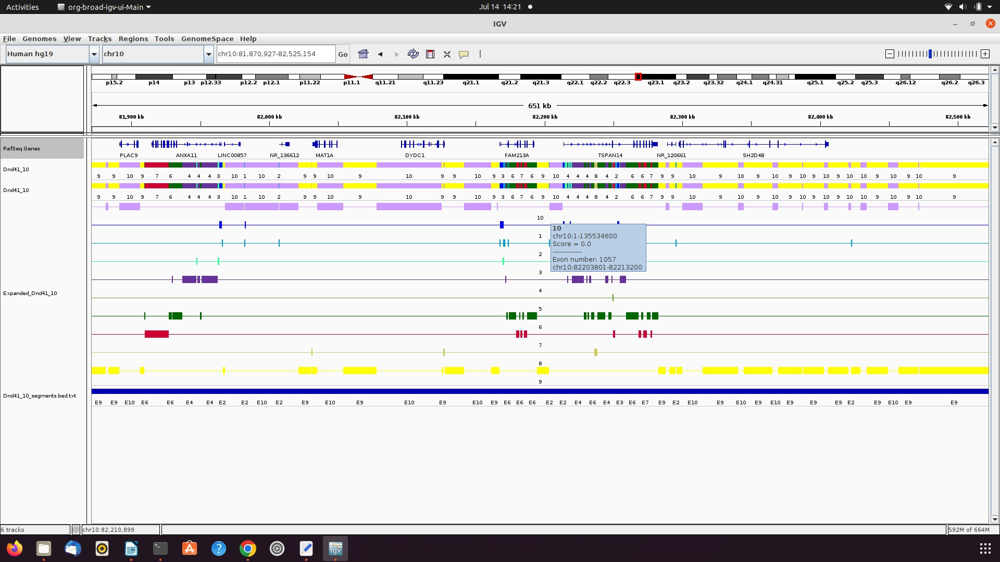 Activities org-broad-igv-ui-Main Jul 14 14:21
IGV
File Genomes View Tracks Regions Tools GenomeSpace Help
Human hg19 chr10 chr10:81,870,927-82,525,154 Go
p15.2 p14 p13 p12.33 p12.2 p12.1 p11.22 p11.1 q11.21 q11.23 q21.1 q21.2 q21.3 q22.1 q22.2 q22.3 q23.1 q23.2 q23.32 q24.1 q24.31 q25.1 q25.2 q25.3 q26.12 q26.2 q26.3
651 kb
81,900 kb 82,000 kb 82,100 kb 82,200 kb 82,300 kb 82,400 kb 82,500 kb
RefSeq Genes
PLAC9 ANXA11 LINC00857 NR_136612 MAT1A DYDC1 FAM213A TSPAN14 NR_120661 SH2D4B
Dnd41_10
9 9 10 9 7 6 4 4 4 3 10 1 10 2 9 9 10 9 10 9 9 10 9 3 6 7 6 9 10 4 4 4 8 4 2 6 6 7 9 9 10 9 10 9 10 9 10 9 10 9 10 9 10 9 10 9 10 9
Dnd41_10
9 9 10 9 7 6 4 4 4 3 10 1 10 2 9 9 10 9 10 9 9 10 9 3 6 7 6 9 10 4 4 4 8 4 2 6 6 7 9 9 10 9 10 9 10 9 10 9 10 9 10 9 10 9 10 9 10 9
10
10
chr10:1-135534600
1
Score = 0.0
--------------
2
Exon number: 1057
chr10:82203801-82213200
3
4
Expanded_Dnd41_10
5
6
7
8
9
Dnd41_10_segments.bed.txt
E9 E9 E10 E6 E6 E4 E4 E2 E2 E10 E2 E9 E10 E9 E10 E9 E10 E9 E6 E6 E6 E2 E2 E4 E6 E4 E3 E6 E7 E9 E2 E10 E9 E10 E9 E10 E9 E9 E9 E2 E9 E10 E9 E9
6 tracks chr10:82,210,899 592M of 664M
igv